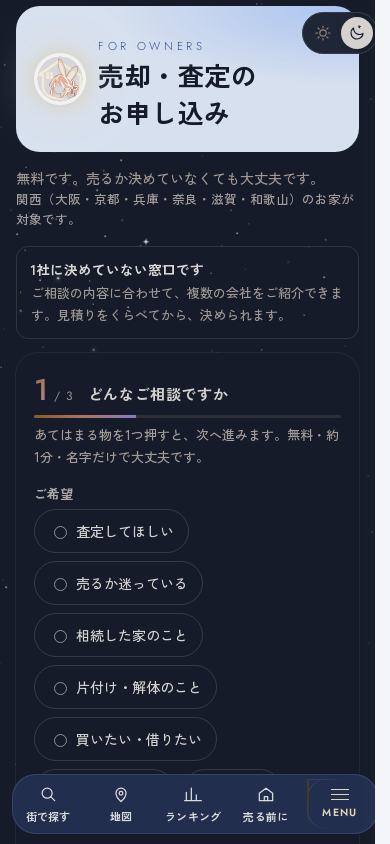 FOR OWNERS
売却・査定の
お申し込み
無料です。売るか決めていなくても大丈夫です。
関西（大阪・京都・兵庫・奈良・滋賀・和歌山）のお家が
対象です。
1社に決めていない窓口です
ご相談の内容に合わせて、複数の会社をご紹介できま
す。見積りをくらべてから、決められます。
1 / 3 どんなご相談ですか
あてはまる物を1つ押すと、次へ進みます。無料・約
1分・名字だけで大丈夫です。
ご希望
査定してほしい
売るか迷っている
相続した家のこと
片付け・解体のこと
買いたい・借りたい
街で探す 地図 ランキング 売る前に MENU